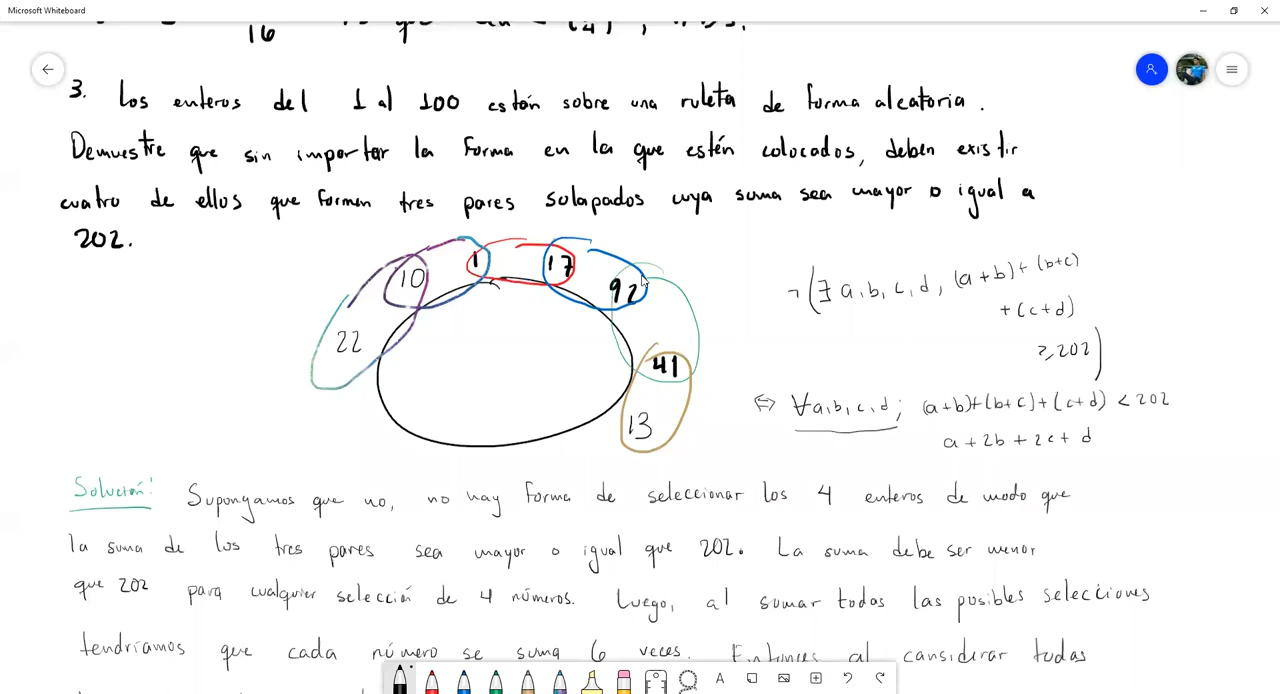 Microsoft Whiteboard
16 que
3. Los enteros del 1 al 100 están sobre una ruleta de forma aleatoria.
Demuestre que sin importar la forma en la que estén colocados, deben existir
cuatro de ellos que formen tres pares solapados cuya suma sea mayor o igual a
202.
10 1 17 92
22 41
13
¬(∃ a,b,c,d, (a+b)+(b+c)
+(c+d)
≥202)
⇔ ∀a,b,c,d; (a+b)+(b+c)+(c+d) < 202
a+2b+2c+d
Solución: Supongamos que no, no hay forma de seleccionar los 4 enteros de modo que
la suma de los tres pares sea mayor o igual que 202. La suma debe ser menor
que 202 para cualquier selección de 4 números. Luego, al sumar todas las posibles selecciones
tendríamos que cada número se suma 6 veces. Entonces al considerar todas
A